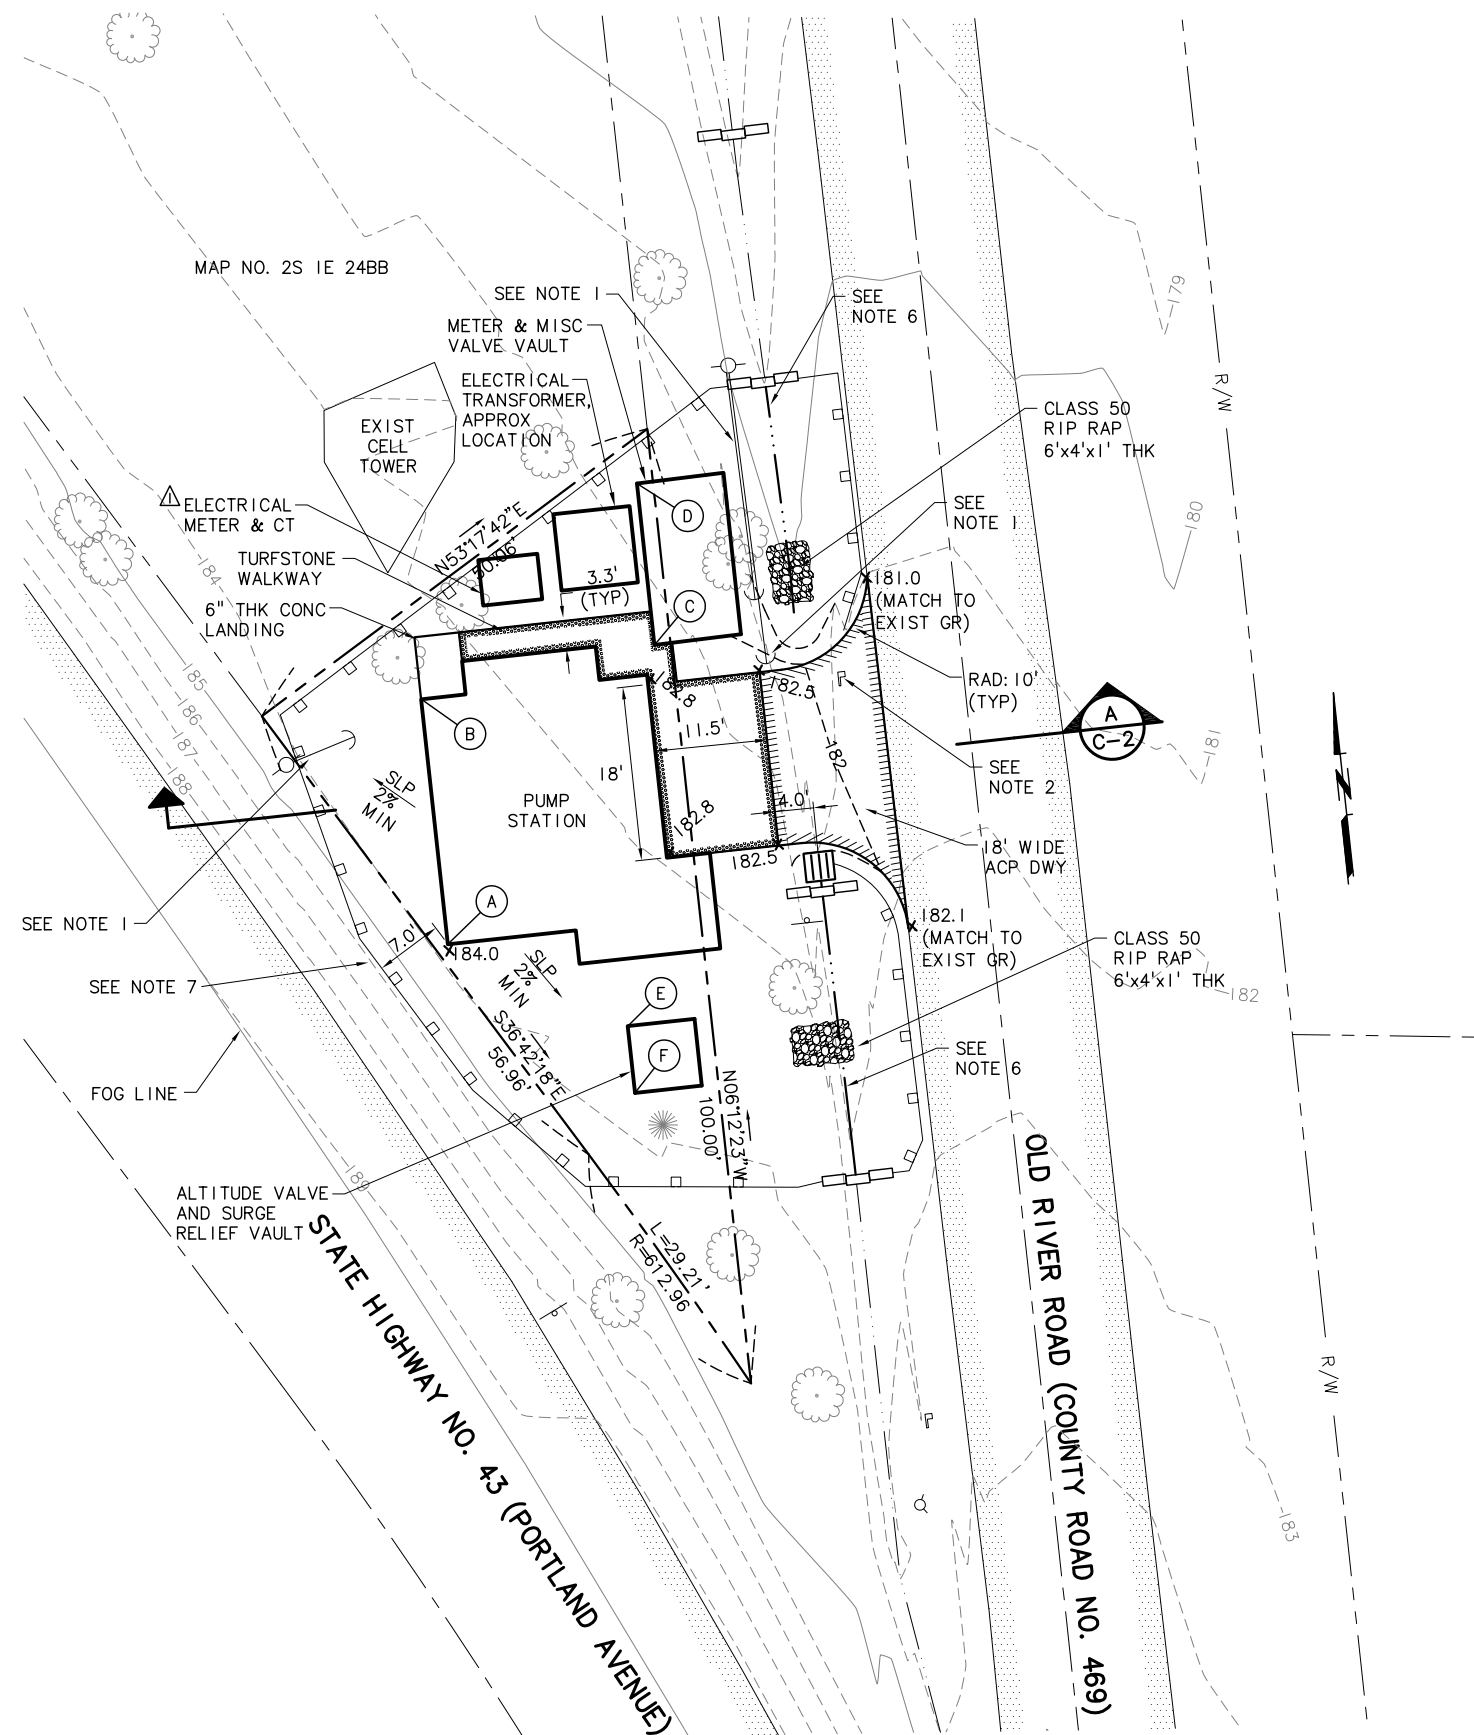 MAP NO. 2S 1E 24BB
SEE NOTE 1
METER & MISC
VALVE VAULT
ELECTRICAL
TRANSFORMER,
APPROX
LOCATION
EXIST
CELL
TOWER
SEE
NOTE 6
179
R/W
CLASS 50
RIP RAP
6'x4'x1' THK
1
ELECTRICAL
METER & CT
N53°17'42"E
50.06'
D
SEE
NOTE 1
180
TURFSTONE
WALKWAY
184
3.3'
(TYP)
181.0
(MATCH TO
EXIST GR)
6" THK CONC
LANDING
C
185
RAD: 10'
(TYP)
182.5
186
B
11.5'
A
C-2
181
187
188
SLP
2%
MIN
18'
182
SEE
NOTE 2
PUMP
STATION
182.8
4.0'
182.5
18' WIDE
ACP DWY
A
SEE NOTE 1
7.0'
184.0
182.1
(MATCH TO
EXIST GR)
CLASS 50
RIP RAP
6'x4'x1' THK
182
SEE NOTE 7
SLP
2%
MIN
E
F
S36°42'18"E
56.96'
SEE
NOTE 6
FOG LINE
N06°12'23"W
100.00'
189
ALTITUDE VALVE
AND SURGE
RELIEF VAULT
L=29.21'
R=612.96
R/W
183
STATE HIGHWAY NO. 43 (PORTLAND AVENUE)
OLD RIVER ROAD (COUNTY ROAD NO. 469)